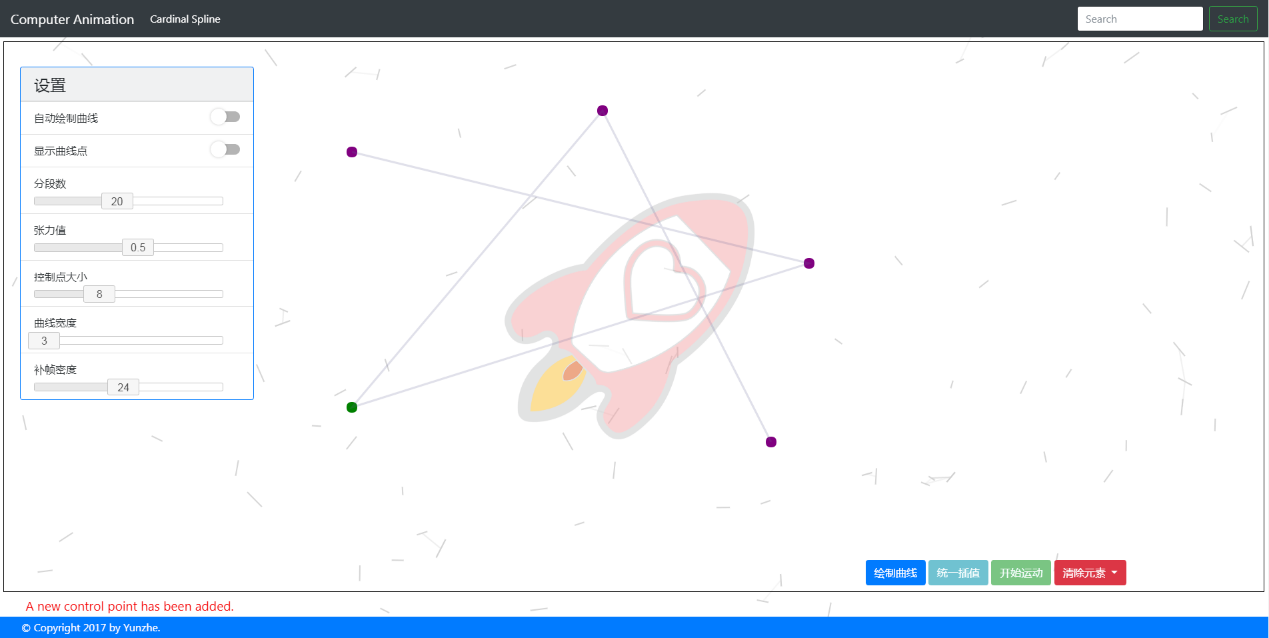 Computer Animation Cardinal Spline Search Search
设置
自动绘制曲线
显示曲线点
分段数
20
张力值
0.5
控制点大小
8
曲线宽度
3
补帧密度
24
绘制曲线 统一插值 开始运动 清除元素
A new control point has been added.
© Copyright 2017 by Yunzhe.